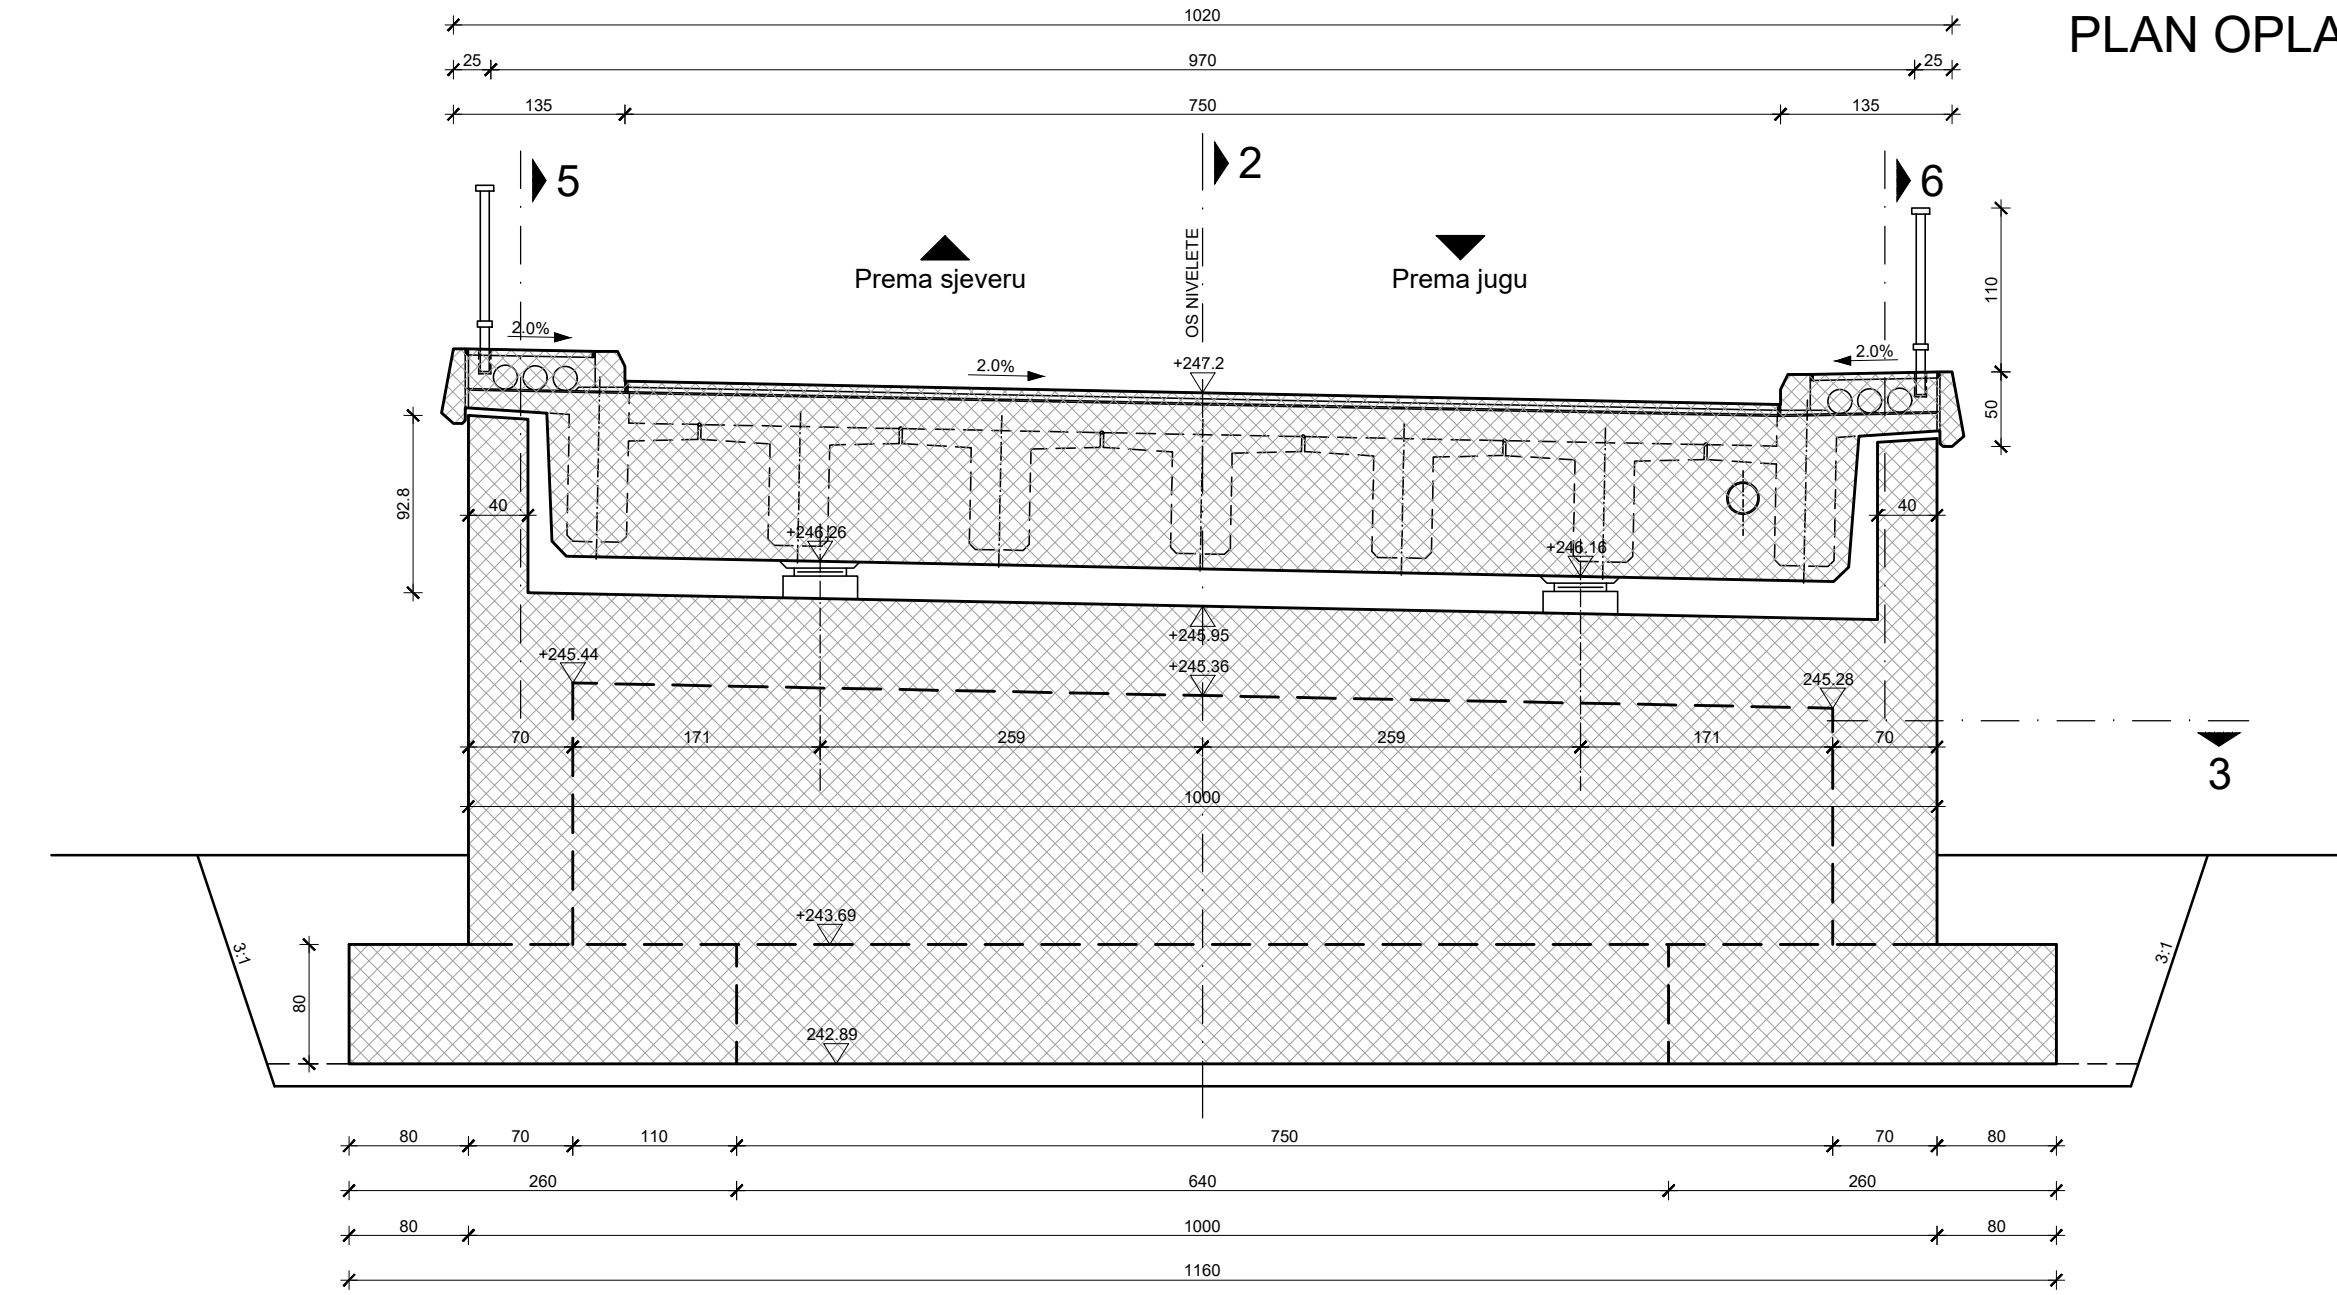 1020
PLAN OPLA
25 970 25
135 750 135
5 2 6
OS NIVELETE
110
Prema sjeveru Prema jugu
2.0% 2.0% 2.0%
+247.2
50
92.8
40 40
+246.26 +246.16
+245.95
+245.44 +245.36 245.28
70 171 259 259 171 70
3
1000
+243.69
3:1 3:1
80
242.89
80 70 110 750 70 80
260 640 260
80 1000 80
1160